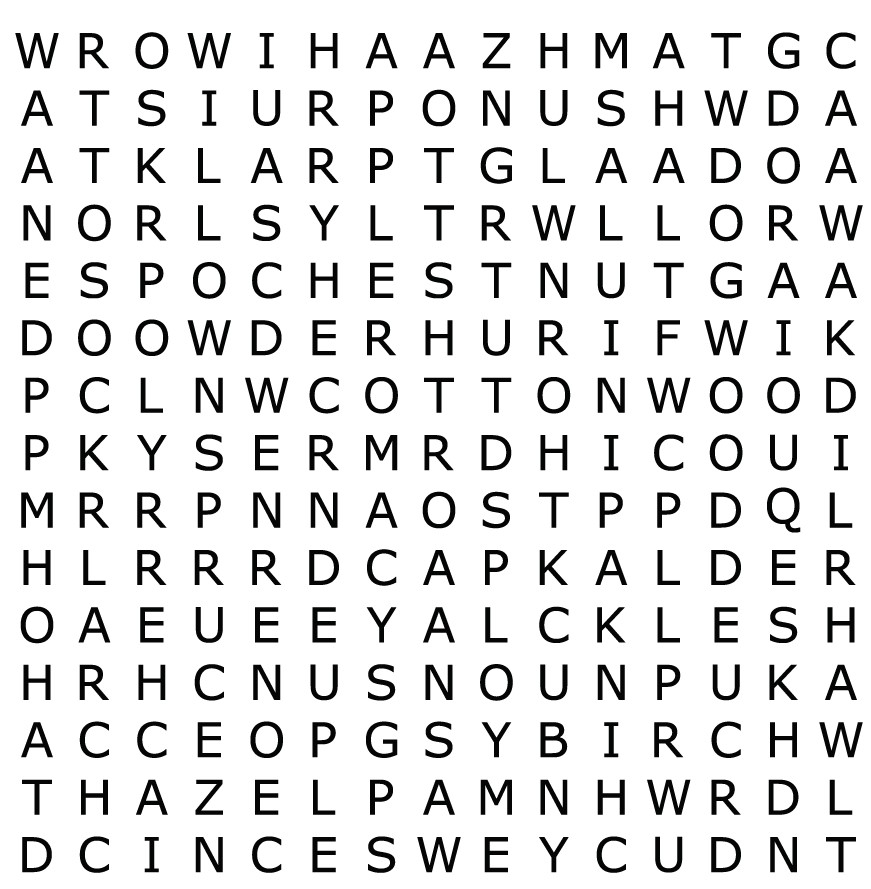 W R O W I H A A Z H M A T G C
A T S I U R P O N U S H W D A
A T K L A R P T G L A A D O A
N O R L S Y L T R W L L O R W
E S P O C H E S T N U T G A A
D O O W D E R H U R I F W I K
P C L N W C O T T O N W O O D
P K Y S E R M R D H I C O U I
M R R P N N A O S T P P D Q L
H L R R R D C A P K A L D E R
O A E U E E Y A L C K L E S H
H R H C N U S N O U N P U K A
A C C E O P G S Y B I R C H W
T H A Z E L P A M N H W R D L
D C I N C E S W E Y C U D N T